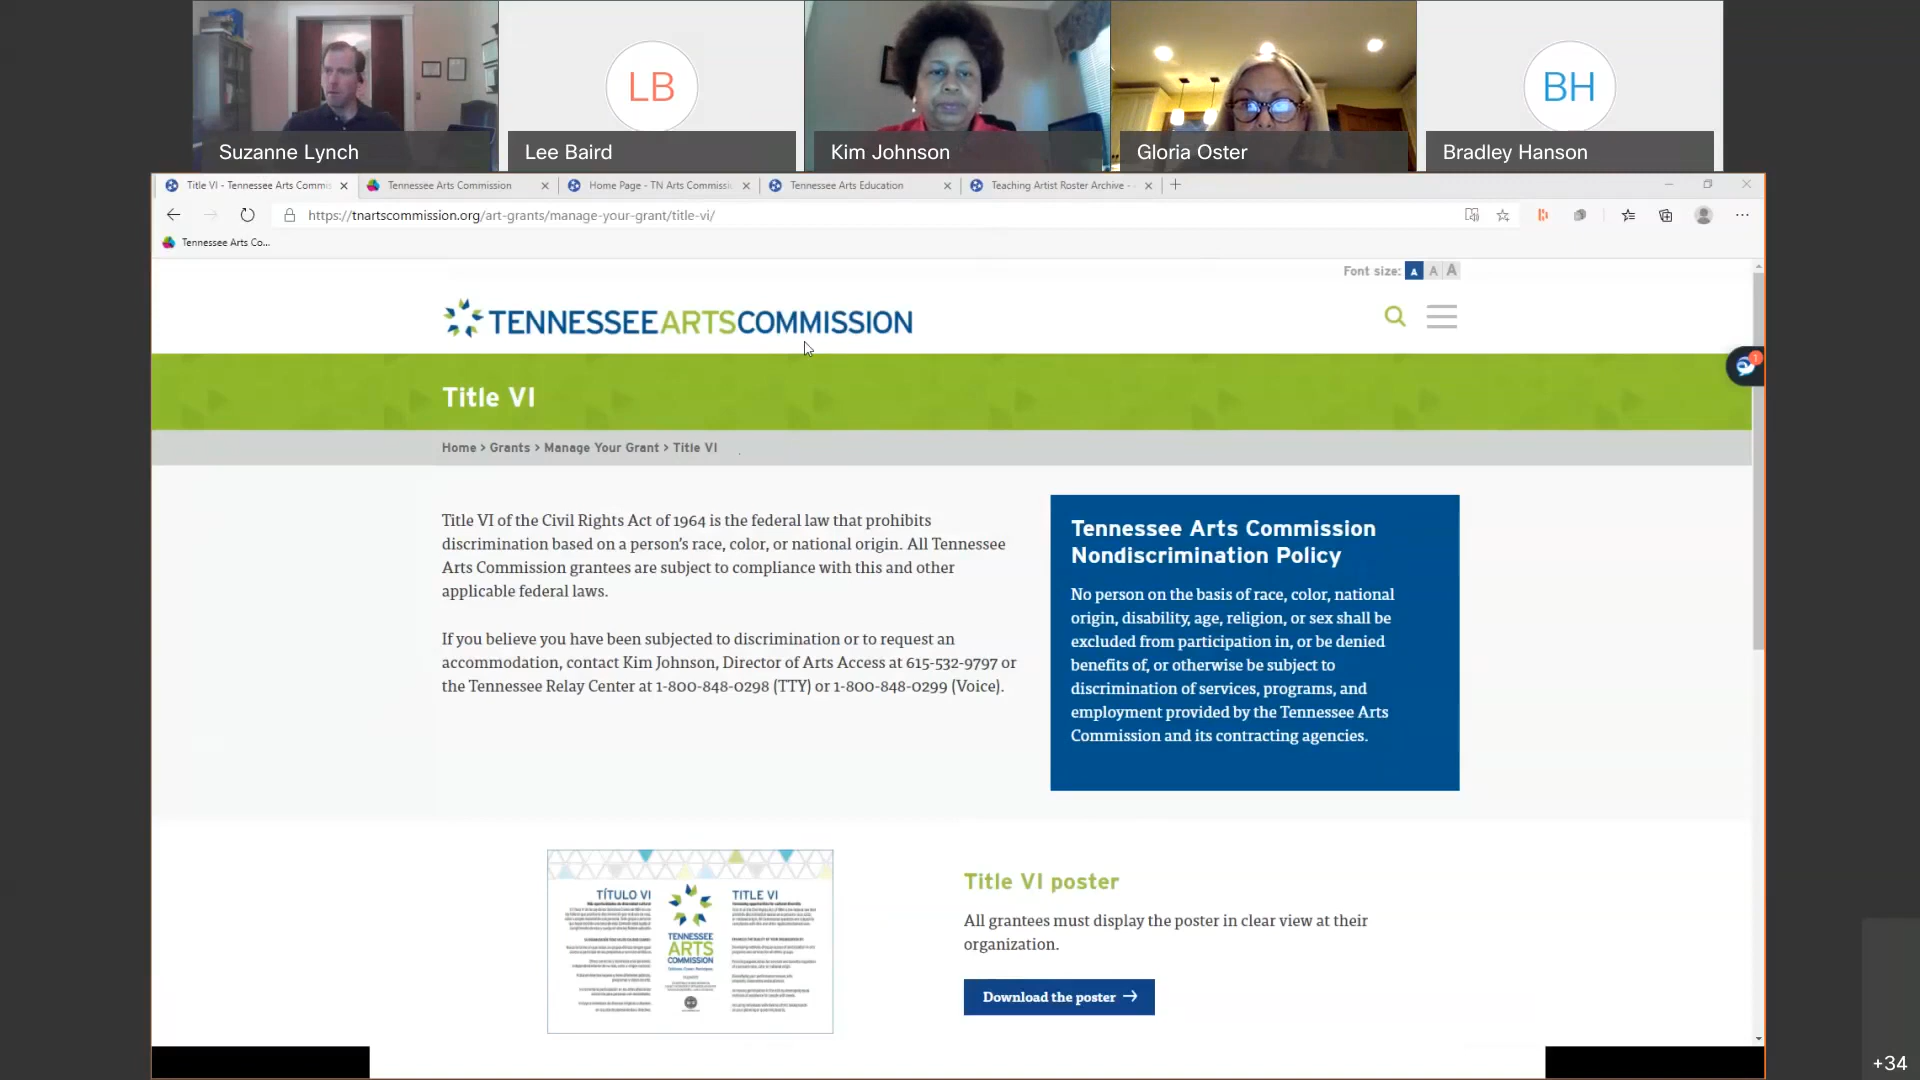 LB
BH
Suzanne Lynch
Lee Baird
Kim Johnson
Gloria Oster
Bradley Hanson
Title VI - Tennessee Arts Commis
Tennessee Arts Commission
Home Page - TN Arts Commissi
Tennessee Arts Education
Teaching Artist Roster Archive -
https://tnartscommission.org/art-grants/manage-your-grant/title-vi/
Tennessee Arts Co...
Font size: A A A
TENNESSEEARTSCOMMISSION
1
Title VI
Home > Grants > Manage Your Grant > Title VI
Title VI of the Civil Rights Act of 1964 is the federal law that prohibits
discrimination based on a person's race, color, or national origin. All Tennessee
Arts Commission grantees are subject to compliance with this and other
applicable federal laws.
If you believe you have been subjected to discrimination or to request an
accommodation, contact Kim Johnson, Director of Arts Access at 615-532-9797 or
the Tennessee Relay Center at 1-800-848-0298 (TTY) or 1-800-848-0299 (Voice).
Tennessee Arts Commission
Nondiscrimination Policy
No person on the basis of race, color, national
origin, disability, age, religion, or sex shall be
excluded from participation in, or be denied
benefits of, or otherwise be subject to
discrimination of services, programs, and
employment provided by the Tennessee Arts
Commission and its contracting agencies.
TÍTULO VI
TITLE VI
TENNESSEE
ARTS
COMMISSION
Title VI poster
All grantees must display the poster in clear view at their
organization.
Download the poster →
+34